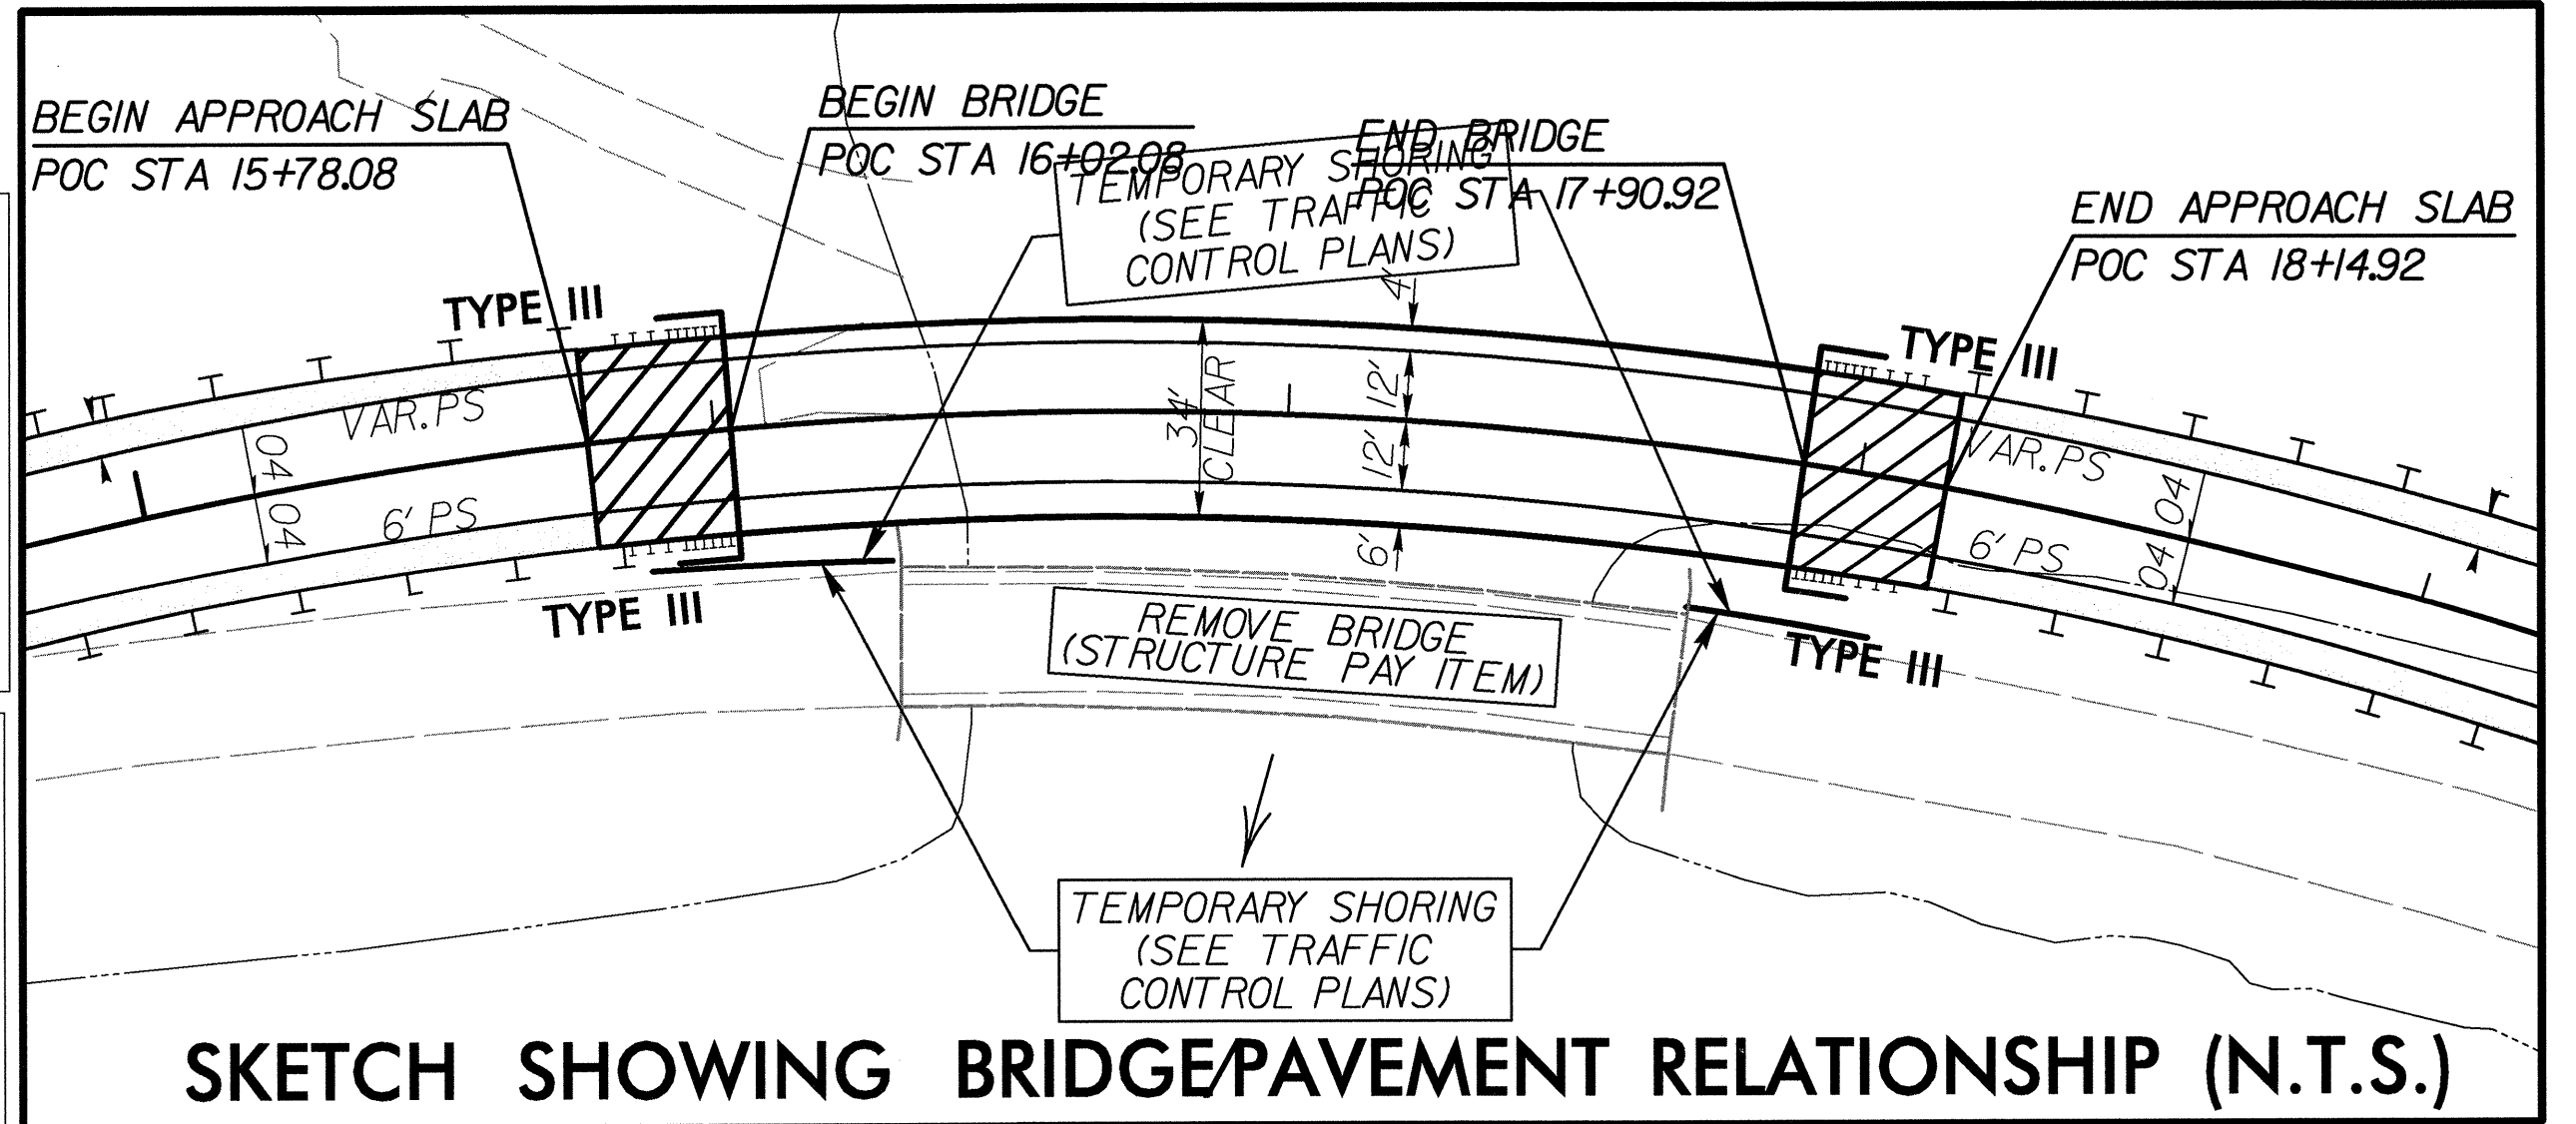 BEGIN APPROACH SLAB
POC STA 15+78.08
BEGIN BRIDGE
POC STA 16+02.08
END BRIDGE
POC STA 17+90.92
TEMPORARY SHORING
(SEE TRAFFIC
CONTROL PLANS)
END APPROACH SLAB
POC STA 18+14.92
TYPE III
TYPE III
4'
34'
CLEAR
12'
12'
6'
VAR. PS
04
04
6' PS
VAR. PS
04
04
6' PS
TYPE III
TYPE III
REMOVE BRIDGE
(STRUCTURE PAY ITEM)
TEMPORARY SHORING
(SEE TRAFFIC
CONTROL PLANS)
SKETCH SHOWING BRIDGE/PAVEMENT RELATIONSHIP (N.T.S.)